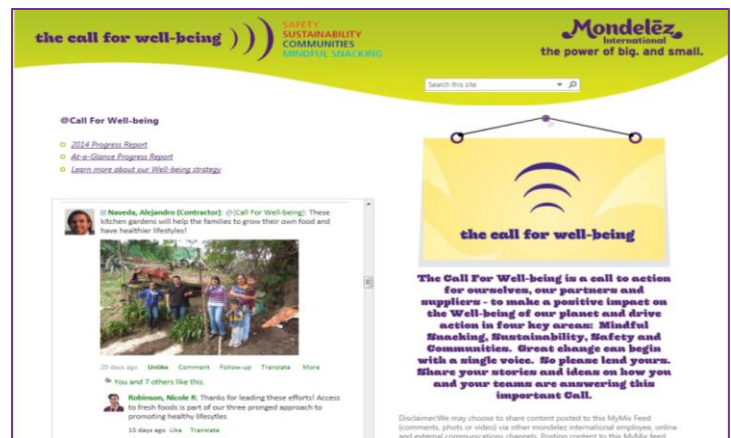 the call for well-being
SAFETY
SUSTAINABILITY
COMMUNITIES
MINDFUL SNACKING
Mondelēz
International
the power of big. and small.
Search this site
@Call For Well-being
2014 Progress Report
At-a-Glance Progress Report
Learn more about our Well-being strategy
Naveda, Alejandro (Contractor): @[Call For Well-being]: These
kitchen gardens will help the families to grow their own food and
have healthier lifestyles!
20 days ago Unlike Comment Follow-up Translate More
You and 7 others like this.
Robinson, Nicole R: Thanks for leading these efforts! Access
to fresh foods is part of our three pronged approach to
promoting healthy lifesytles
15 days ago Like Translate
the call for well-being
The Call For Well-being is a call to action
for ourselves, our partners and
suppliers - to make a positive impact on
the Well-being of our planet and drive
action in four key areas: Mindful
Snacking, Sustainability, Safety and
Communities. Great change can begin
with a single voice. So please lend yours.
Share your stories and ideas on how you
and your teams are answering this
important Call.
Disclaimer:We may choose to share content posted to this MyMix Feed
(comments, photos or video) via other mondelez international employee, online
and external communications channels. Posting content to this MyMix feed